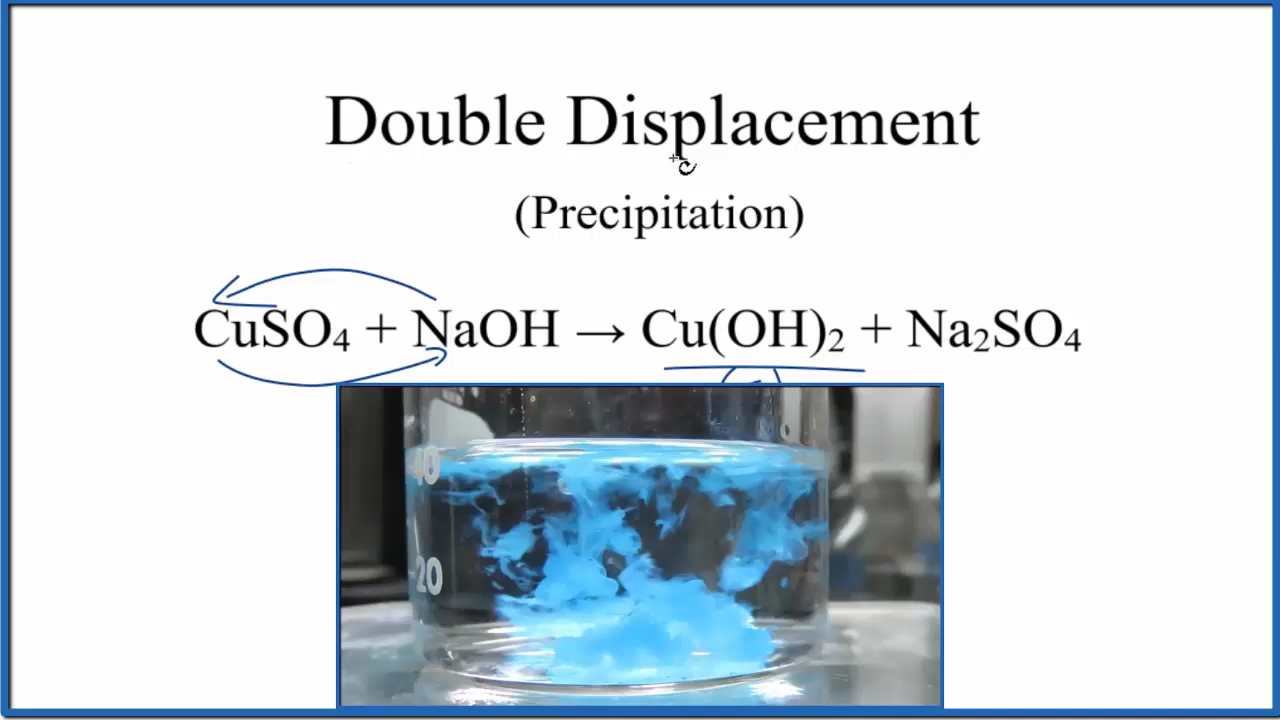 Double Displacement
(Precipitation)
CuSO₄ + NaOH → Cu(OH)₂ + Na₂SO₄
40
20